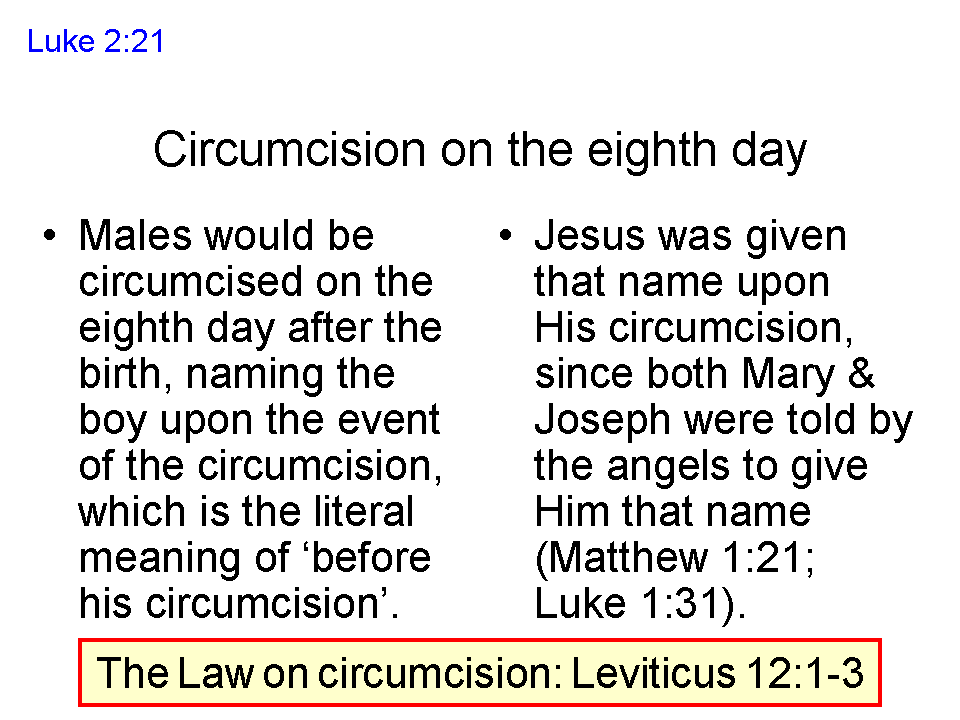 Luke 2:21
Circumcision on the eighth day
• Males would be
circumcised on the
eighth day after the
birth, naming the
boy upon the event
of the circumcision,
which is the literal
meaning of ‘before
his circumcision’.
• Jesus was given
that name upon
His circumcision,
since both Mary &
Joseph were told by
the angels to give
Him that name
(Matthew 1:21;
Luke 1:31).
The Law on circumcision: Leviticus 12:1-3